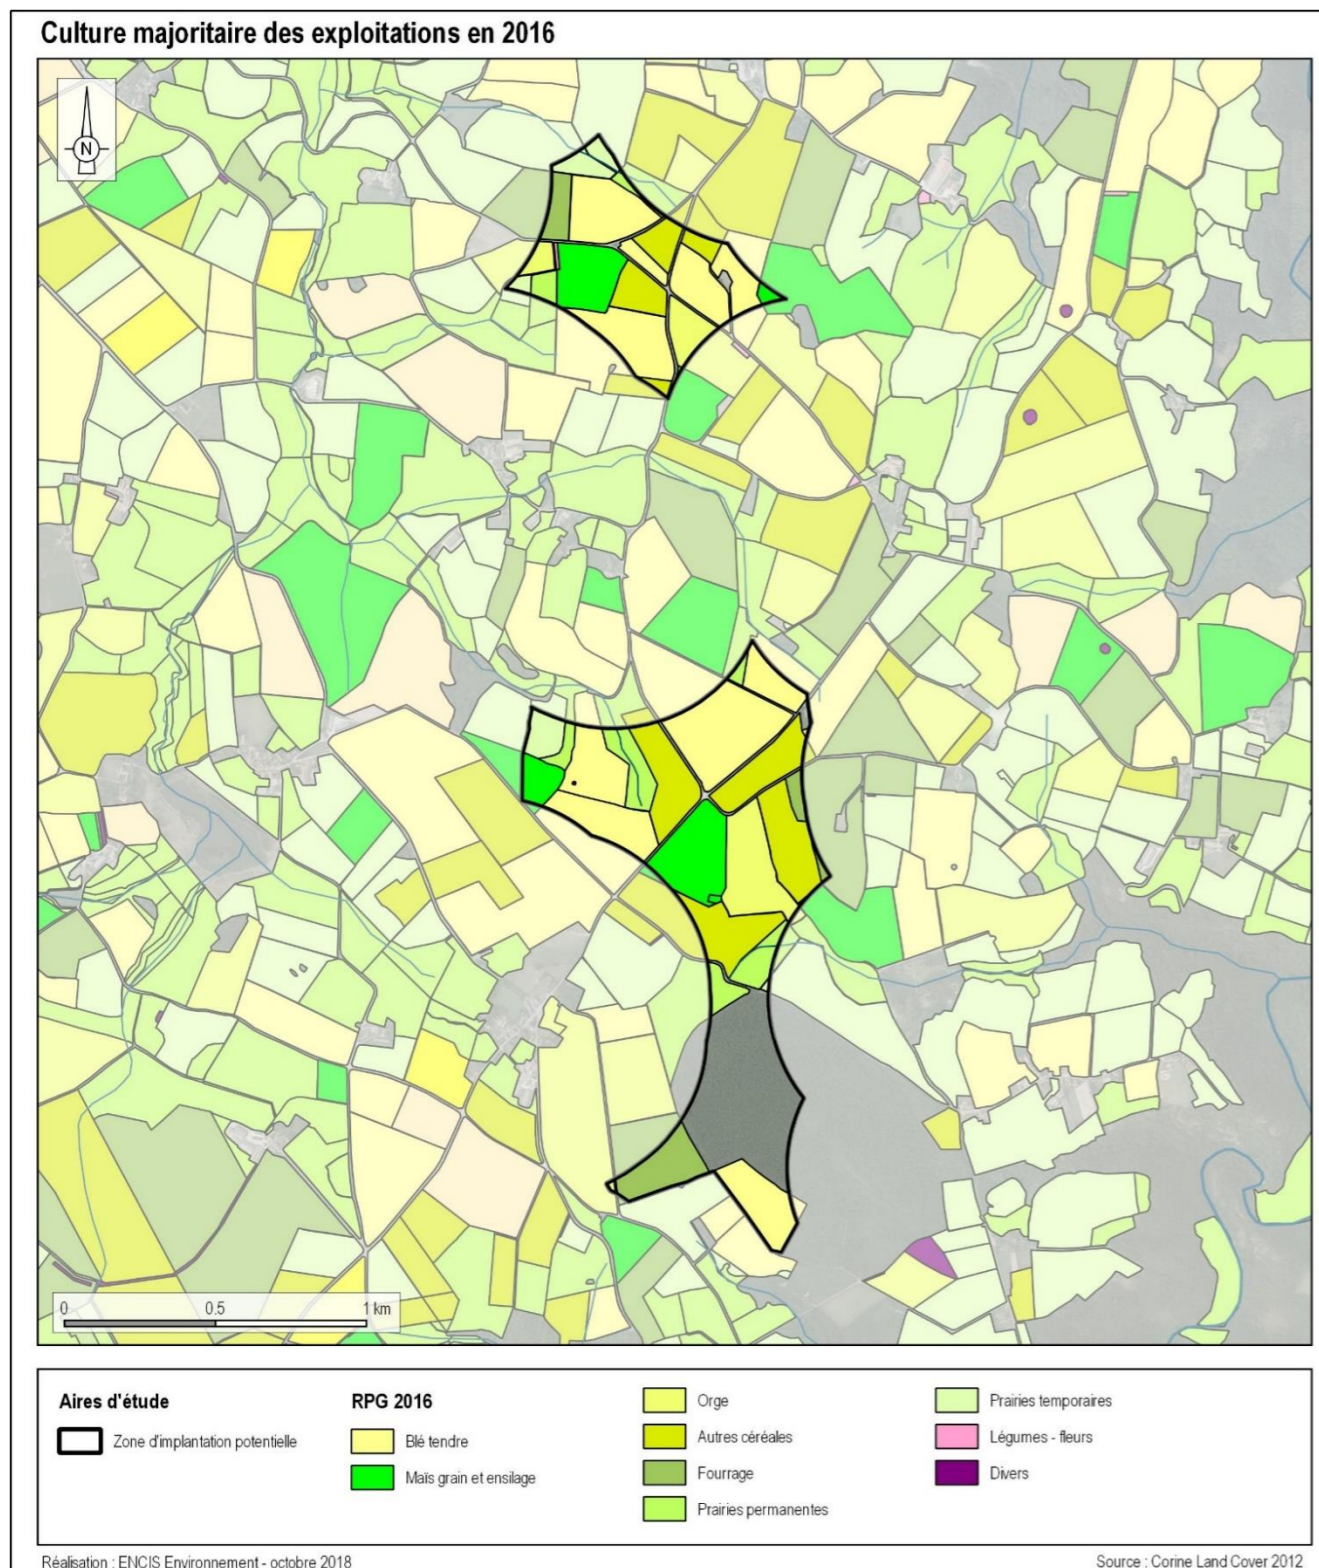 Culture majoritaire des exploitations en 2016
N
0 0.5 1 km
Aires d'étude
Zone d'implantation potentielle
RPG 2016
Blé tendre
Maïs grain et ensilage
Orge
Autres céréales
Fourrage
Prairies permanentes
Prairies temporaires
Légumes - fleurs
Divers
Réalisation : ENCIS Environnement - octobre 2018
Source : Corine Land Cover 2012